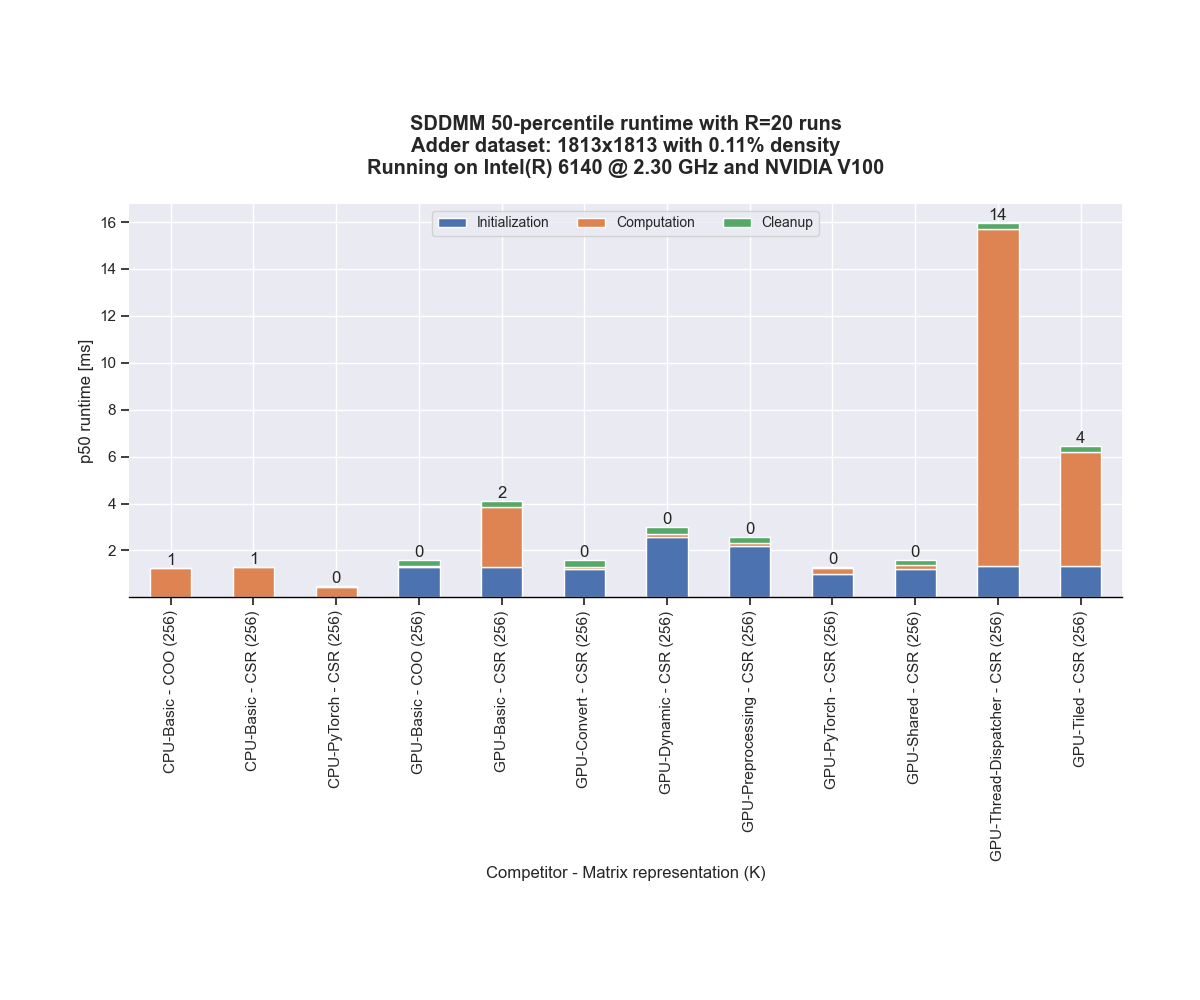 SDDMM 50-percentile runtime with R=20 runs
Adder dataset: 1813x1813 with 0.11% density
Running on Intel(R) 6140 @ 2.30 GHz and NVIDIA V100
Initialization
Computation
Cleanup
p50 runtime [ms]
16
14
12
10
8
6
4
2
1
1
0
0
2
0
0
0
0
0
14
4
CPU-Basic - COO (256)
CPU-Basic - CSR (256)
CPU-PyTorch - CSR (256)
GPU-Basic - COO (256)
GPU-Basic - CSR (256)
GPU-Convert - CSR (256)
GPU-Dynamic - CSR (256)
GPU-Preprocessing - CSR (256)
GPU-PyTorch - CSR (256)
GPU-Shared - CSR (256)
GPU-Thread-Dispatcher - CSR (256)
GPU-Tiled - CSR (256)
Competitor - Matrix representation (K)